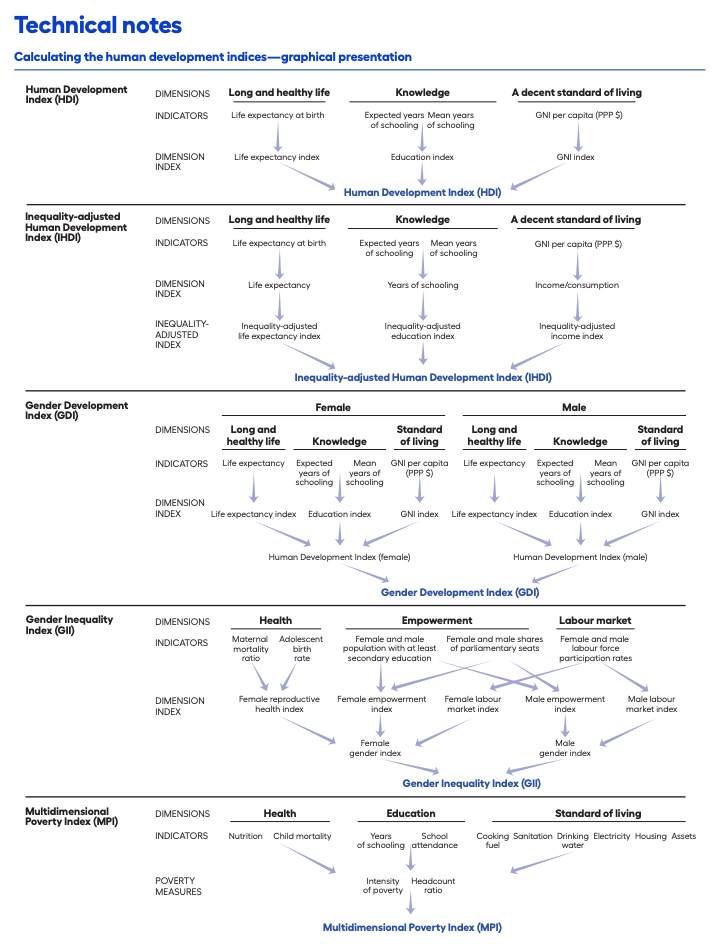 Technical notes
Calculating the human development indices—graphical presentation
Human Development
Index (HDI)
DIMENSIONS Long and healthy life Knowledge A decent standard of living
INDICATORS Life expectancy at birth Expected years Mean years GNI per capita (PPP $)
of schooling of schooling
DIMENSION Life expectancy index Education index GNI index
INDEX
Human Development Index (HDI)
Inequality-adjusted
Human Development
Index (IHDI)
DIMENSIONS Long and healthy life Knowledge A decent standard of living
INDICATORS Life expectancy at birth Expected years Mean years GNI per capita (PPP $)
of schooling of schooling
DIMENSION Life expectancy Years of schooling Income/consumption
INDEX
INEQUALITY- Inequality-adjusted Inequality-adjusted Inequality-adjusted
ADJUSTED life expectancy index education index income index
INDEX
Inequality-adjusted Human Development Index (IHDI)
Gender Development
Index (GDI)
Female Male
DIMENSIONS Long and Standard Long and Standard
healthy life Knowledge of living healthy life Knowledge of living
INDICATORS Life expectancy Expected Mean GNI per capita Life expectancy Expected Mean GNI per capita
years of years of (PPP $) years of years of (PPP $)
schooling schooling schooling schooling
DIMENSION
INDEX Life expectancy index Education index GNI index Life expectancy index Education index GNI index
Human Development Index (female) Human Development Index (male)
Gender Development Index (GDI)
Gender Inequality
Index (GII)
DIMENSIONS Health Empowerment Labour market
INDICATORS Maternal Adolescent Female and male Female and male shares Female and male
mortality birth population with at least of parliamentary seats labour force
ratio rate secondary education participation rates
DIMENSION Female reproductive Female empowerment Female labour Male empowerment Male labour
INDEX health index index market index index market index
Female Male
gender index gender index
Gender Inequality Index (GII)
Multidimensional
Poverty Index (MPI)
DIMENSIONS Health Education Standard of living
INDICATORS Nutrition Child mortality Years School Cooking Sanitation Drinking Electricity Housing Assets
of schooling attendance fuel water
POVERTY Intensity Headcount
MEASURES of poverty ratio
Multidimensional Poverty Index (MPI)